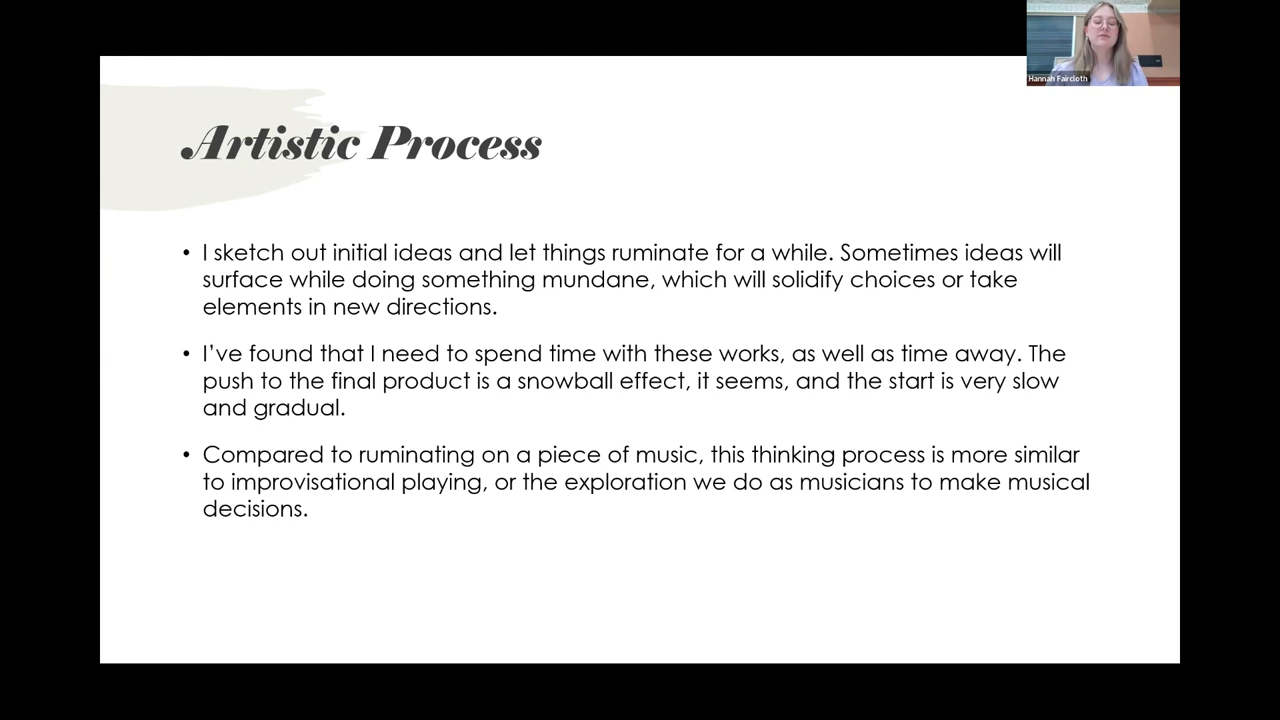 Hannah Faircloth
Artistic Process
• I sketch out initial ideas and let things ruminate for a while. Sometimes ideas will
surface while doing something mundane, which will solidify choices or take
elements in new directions.
• I’ve found that I need to spend time with these works, as well as time away. The
push to the final product is a snowball effect, it seems, and the start is very slow
and gradual.
• Compared to ruminating on a piece of music, this thinking process is more similar
to improvisational playing, or the exploration we do as musicians to make musical
decisions.